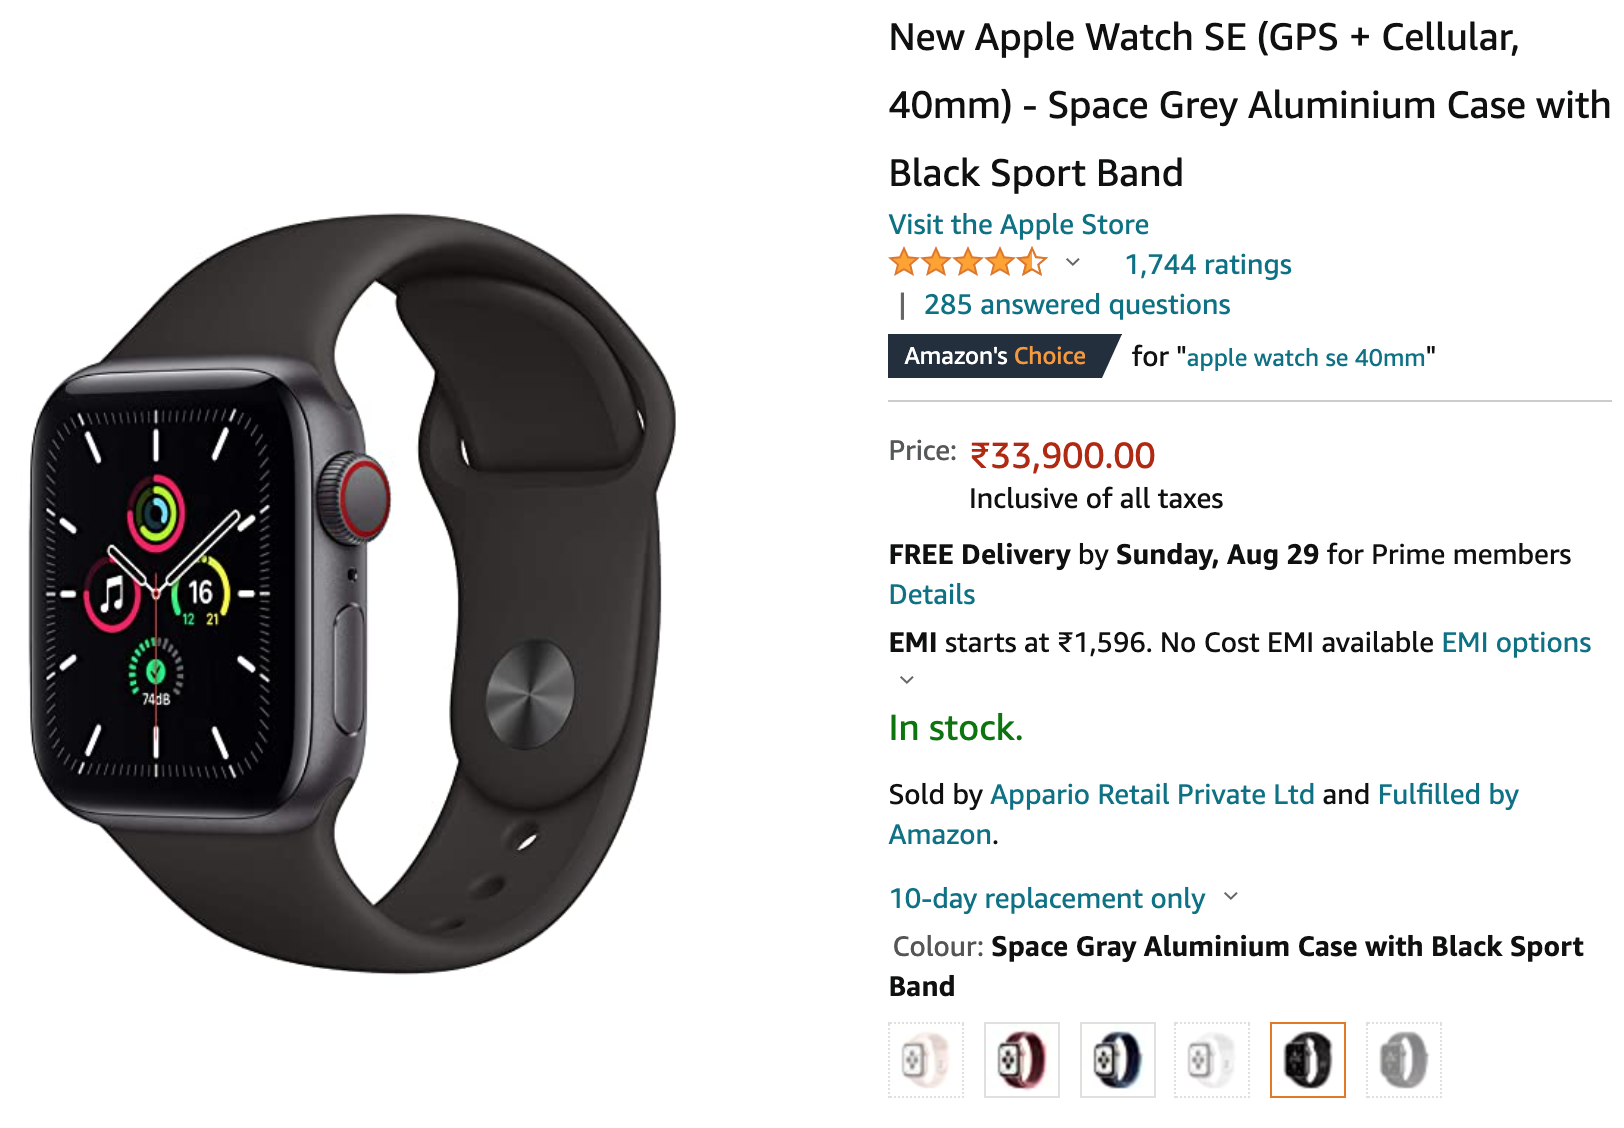 New Apple Watch SE (GPS + Cellular,
40mm) - Space Grey Aluminium Case with
Black Sport Band
Visit the Apple Store
1,744 ratings
| 285 answered questions
Amazon's Choice for "apple watch se 40mm"
Price: ₹33,900.00
Inclusive of all taxes
FREE Delivery by Sunday, Aug 29 for Prime members
Details
EMI starts at ₹1,596. No Cost EMI available EMI options
In stock.
Sold by Appario Retail Private Ltd and Fulfilled by
Amazon.
10-day replacement only
Colour: Space Gray Aluminium Case with Black Sport
Band
16
12 21
74dB